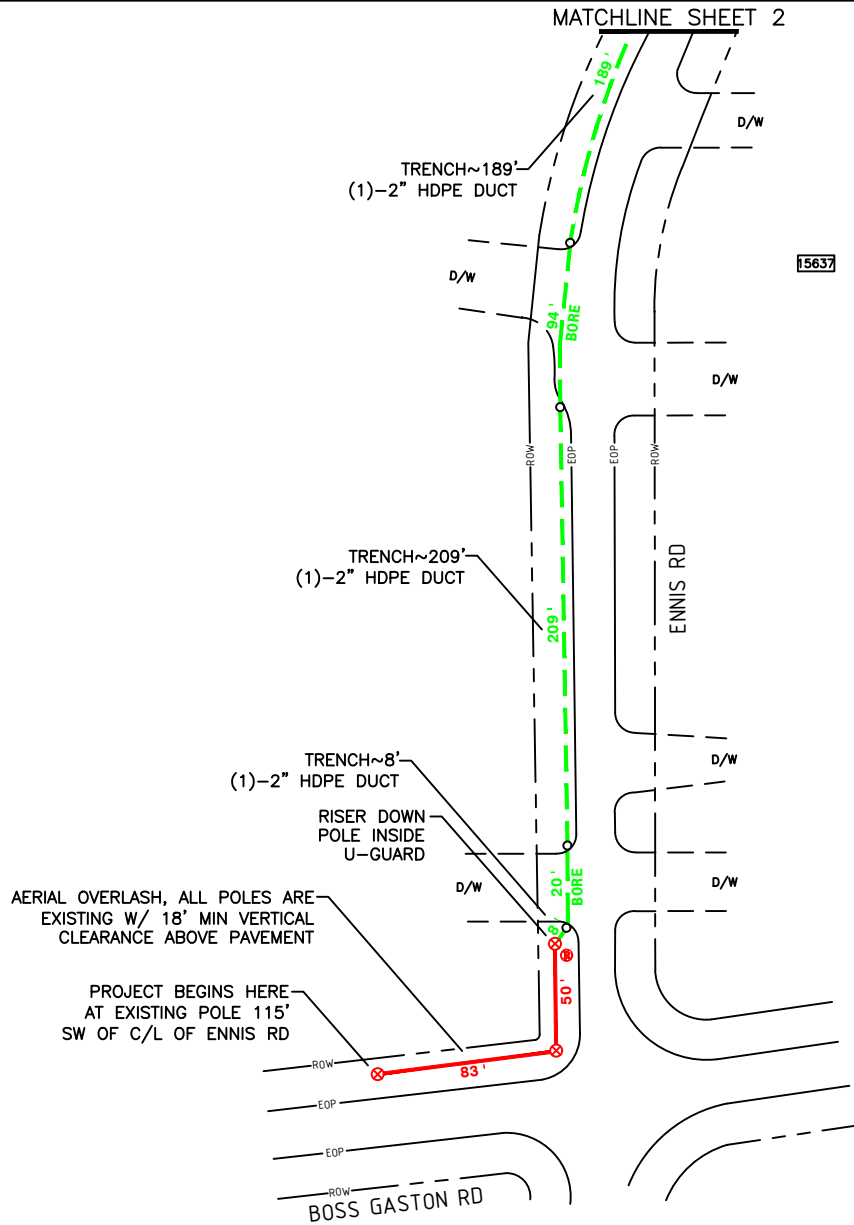 MATCHLINE SHEET 2
189'
D/W
TRENCH~189'
(1)-2" HDPE DUCT
D/W
15637
94'
BORE
D/W
ROW
EOP
EOP
ROW
TRENCH~209'
(1)-2" HDPE DUCT
209'
ENNIS RD
TRENCH~8'
(1)-2" HDPE DUCT
D/W
RISER DOWN
POLE INSIDE
U-GUARD
D/W
20'
BORE
D/W
AERIAL OVERLASH, ALL POLES ARE
EXISTING W/ 18' MIN VERTICAL
CLEARANCE ABOVE PAVEMENT
8'
R
50'
PROJECT BEGINS HERE
AT EXISTING POLE 115'
SW OF C/L OF ENNIS RD
ROW
83'
EOP
EOP
ROW
BOSS GASTON RD